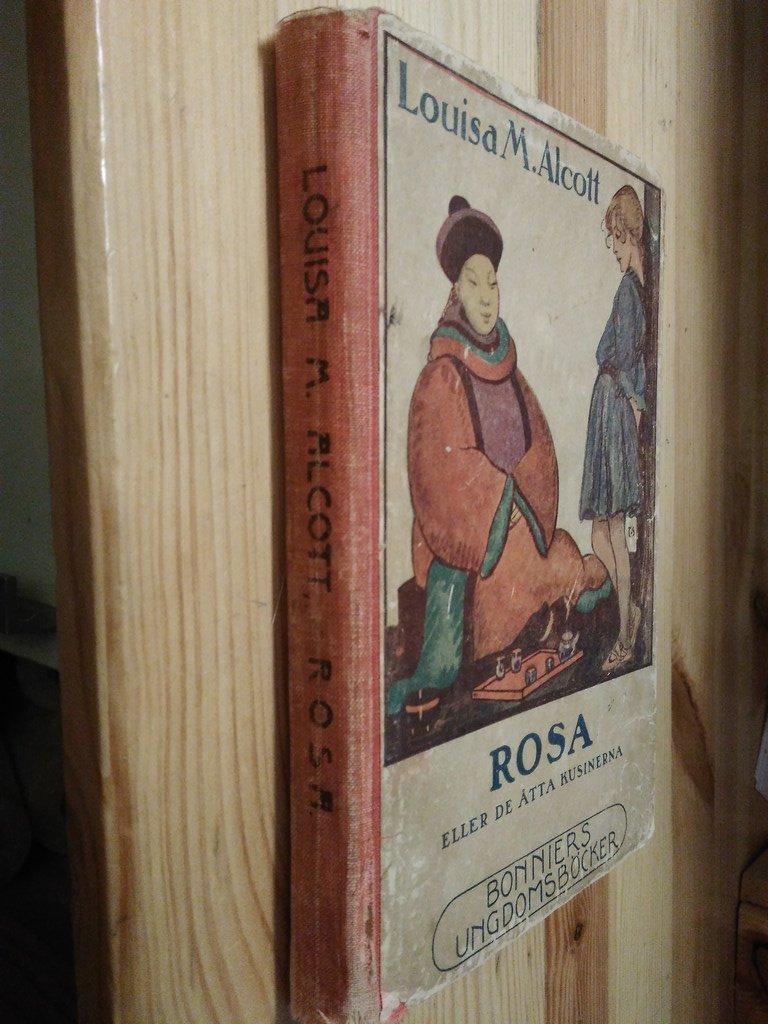 LOUISA M. ALCOTT, ROSA.
Louisa M. Alcott
ROSA
ELLER DE ÅTTA KUSINERNA
BONNIERS
UNGDOMSBÖCKER